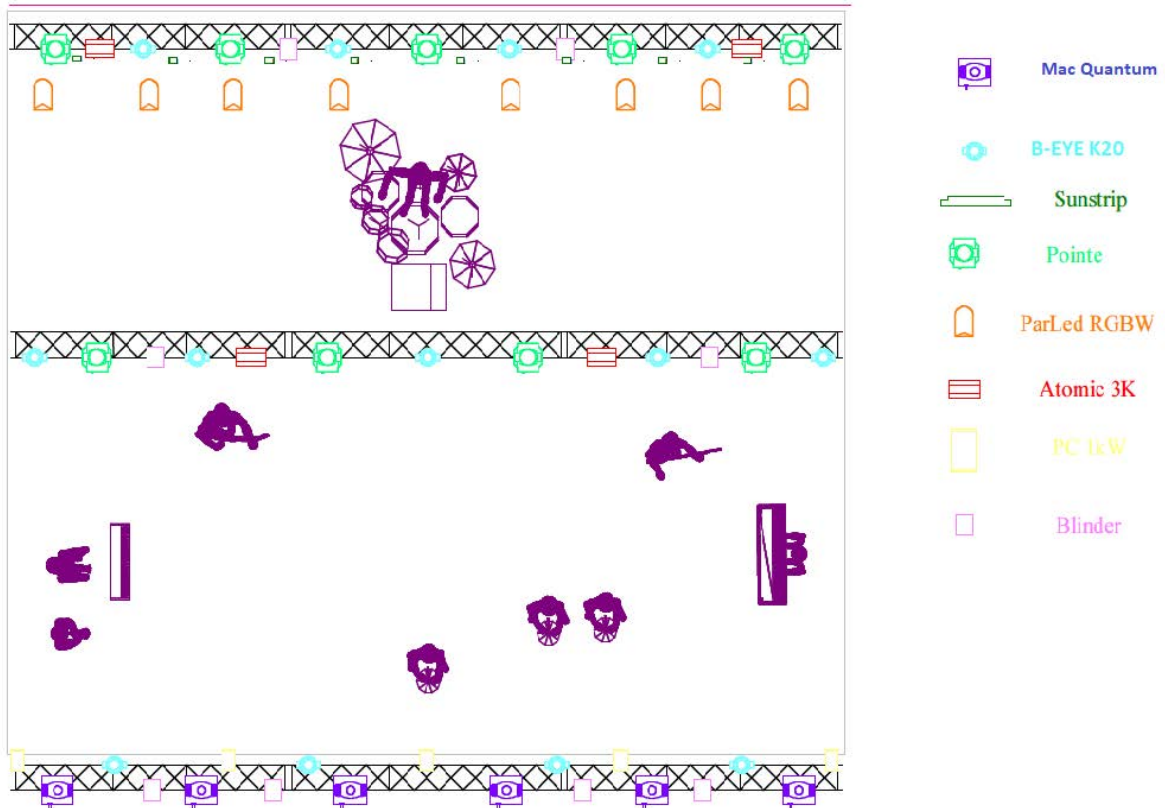 Mac Quantum
B-EYE K20
Sunstrip
Pointe
ParLed RGBW
Atomic 3K
PC 1kW
Blinder